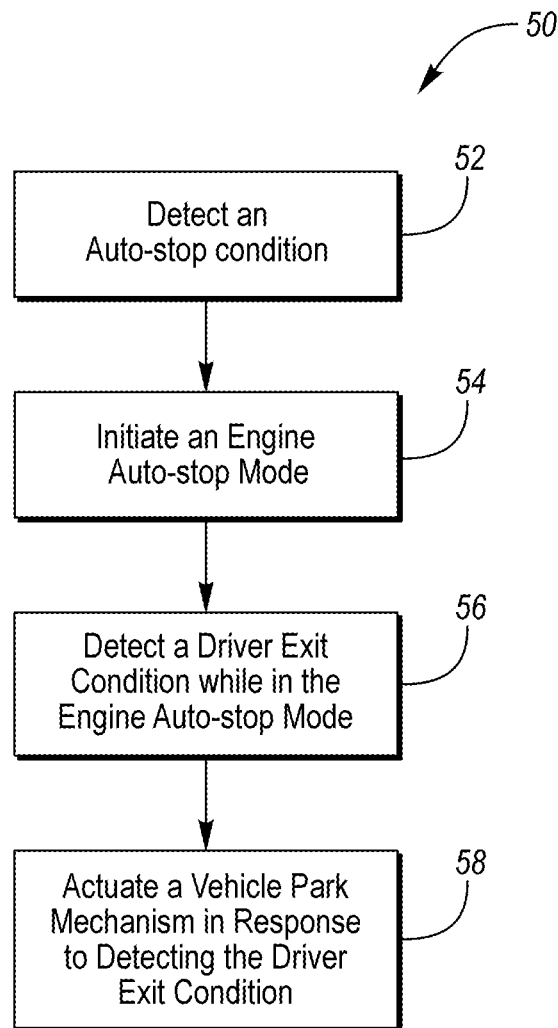 50
52
Detect an
Auto-stop condition
54
Initiate an Engine
Auto-stop Mode
56
Detect a Driver Exit
Condition while in the
Engine Auto-stop Mode
58
Actuate a Vehicle Park
Mechanism in Response
to Detecting the Driver
Exit Condition